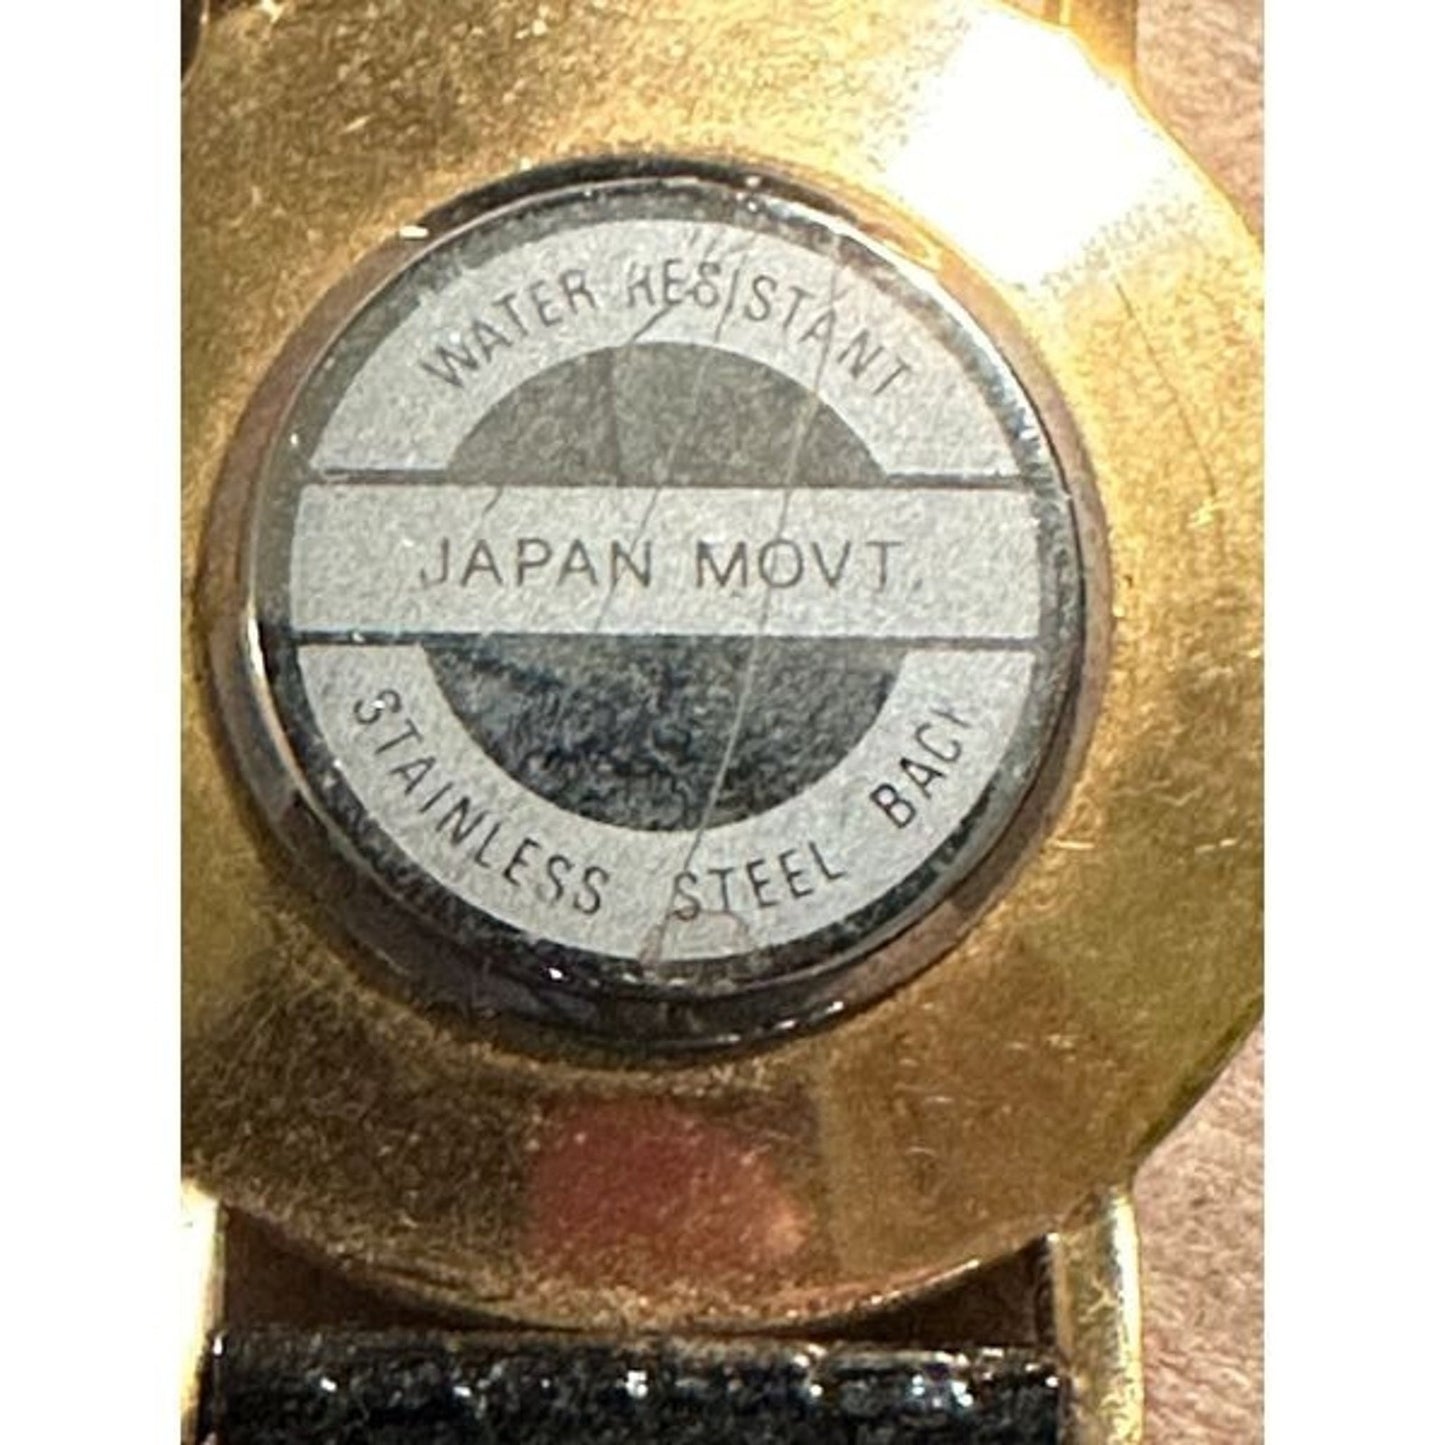 WATER RESISTANT
JAPAN MOVT.
STAINLESS STEEL BACK